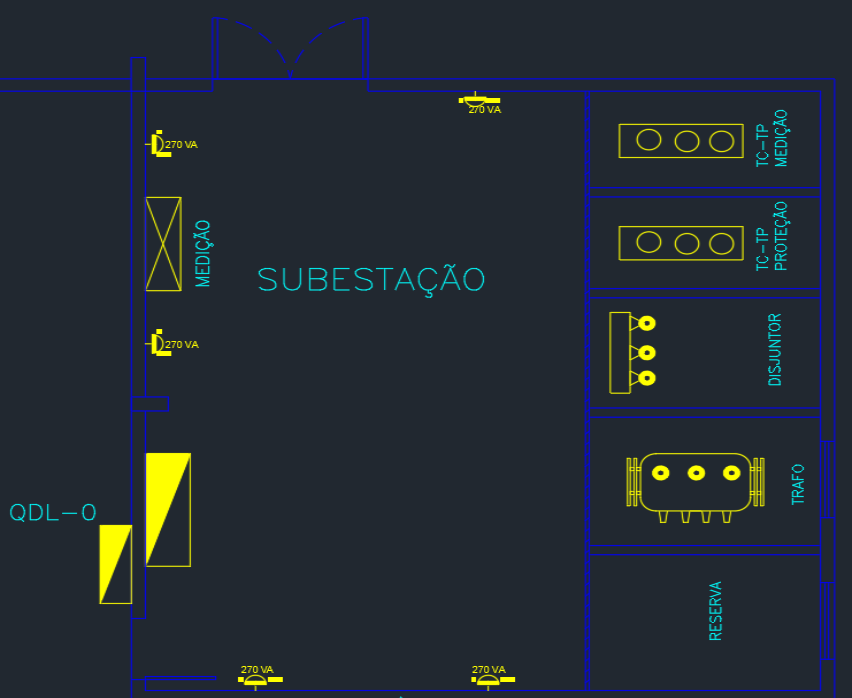 270 VA
270 VA
TC-TP
MEDIÇÃO
MEDIÇÃO
TC-TP
PROTEÇÃO
SUBESTAÇÃO
270 VA
DISJUNTOR
QDL-0
TRAFO
RESERVA
270 VA
270 VA